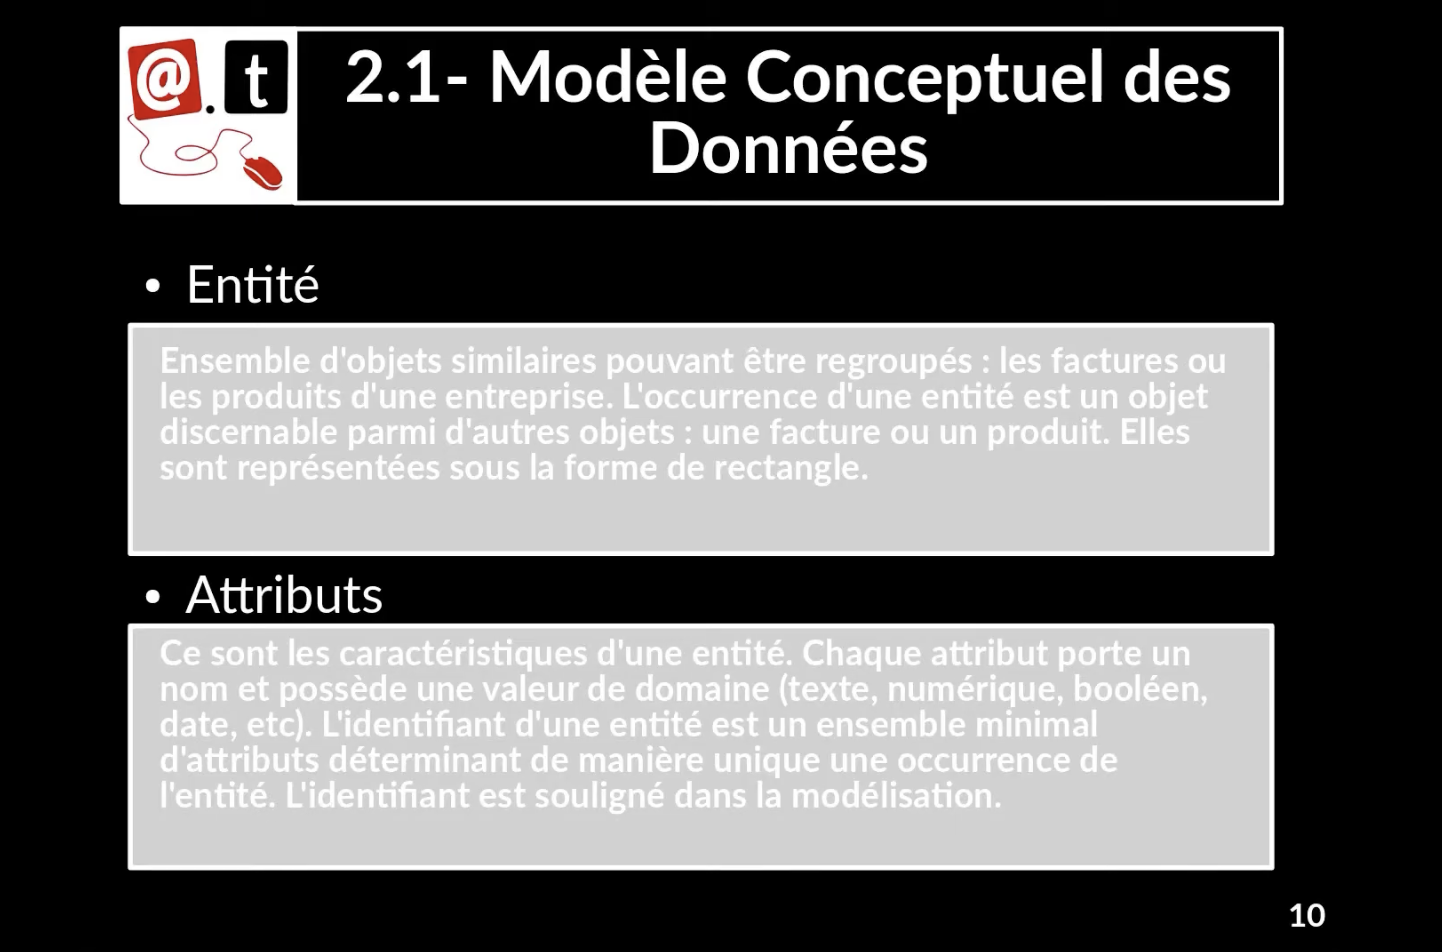 @.t
2.1- Modèle Conceptuel des
Données
• Entité
Ensemble d'objets similaires pouvant être regroupés : les factures ou
les produits d'une entreprise. L'occurrence d'une entité est un objet
discernable parmi d'autres objets : une facture ou un produit. Elles
sont représentées sous la forme de rectangle.
• Attributs
Ce sont les caractéristiques d'une entité. Chaque attribut porte un
nom et possède une valeur de domaine (texte, numérique, booléen,
date, etc). L'identifiant d'une entité est un ensemble minimal
d'attributs déterminant de manière unique une occurrence de
l'entité. L'identifiant est souligné dans la modélisation.
10